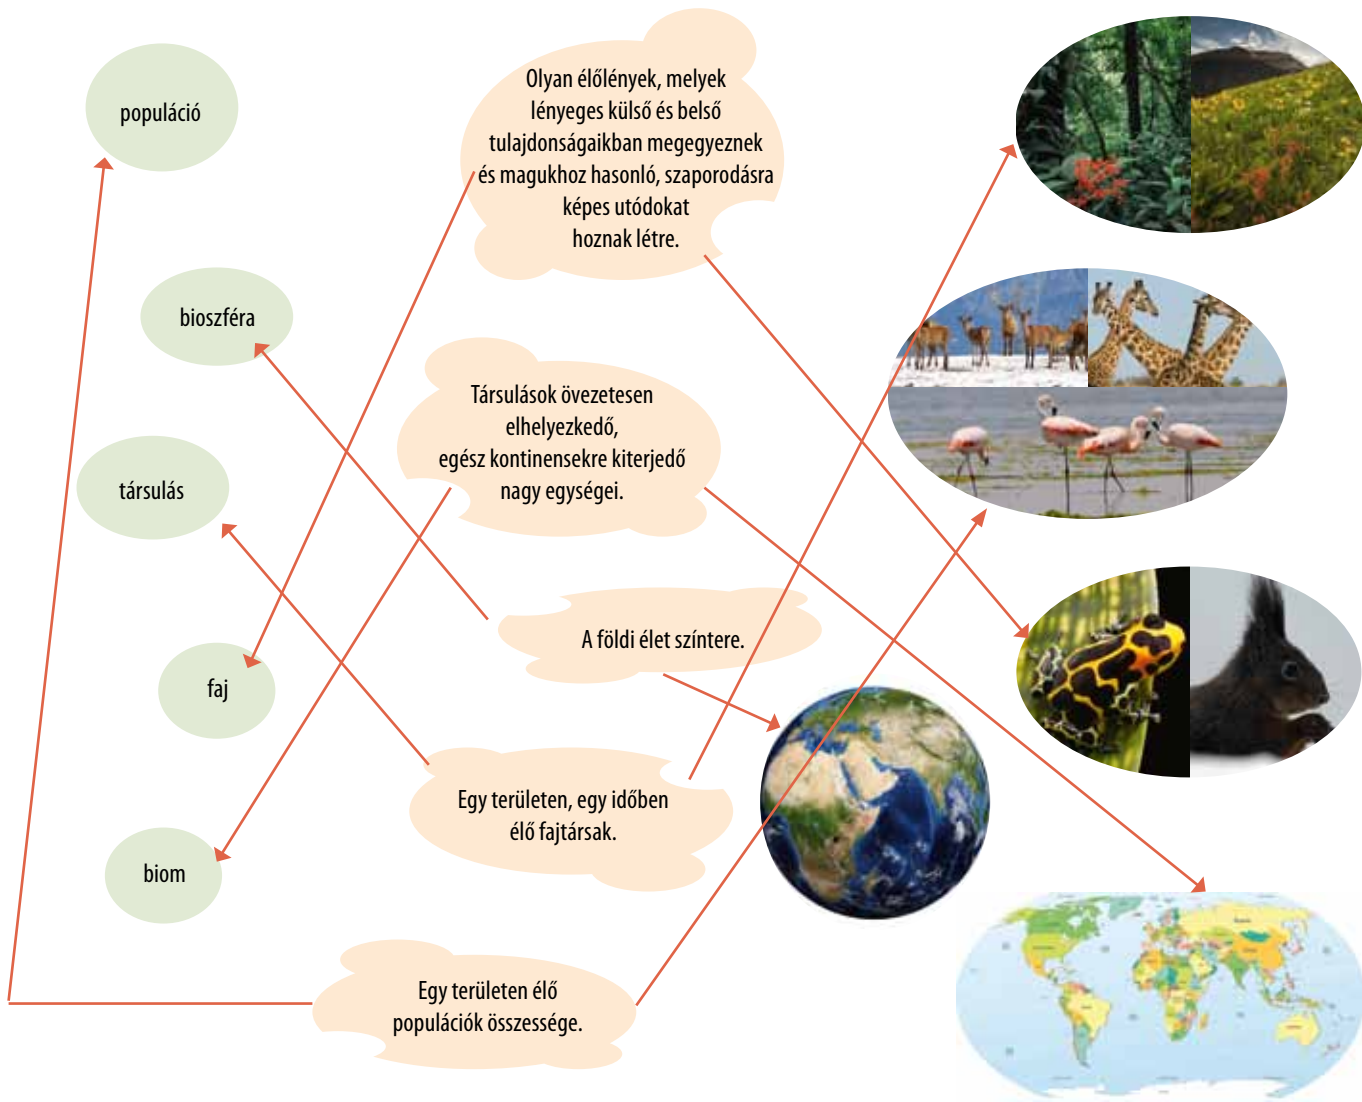 populáció
bioszféra
társulás
faj
biom
Olyan élőlények, melyek
lényeges külső és belső
tulajdonságaikban megegyeznek
és magukhoz hasonló, szaporodásra
képes utódokat
hoznak létre.
Társulások övezetesen
elhelyezkedő,
egész kontinensekre kiterjedő
nagy egységei.
A földi élet színtere.
Egy területen, egy időben
élő fajtársak.
Egy területen élő
populációk összessége.